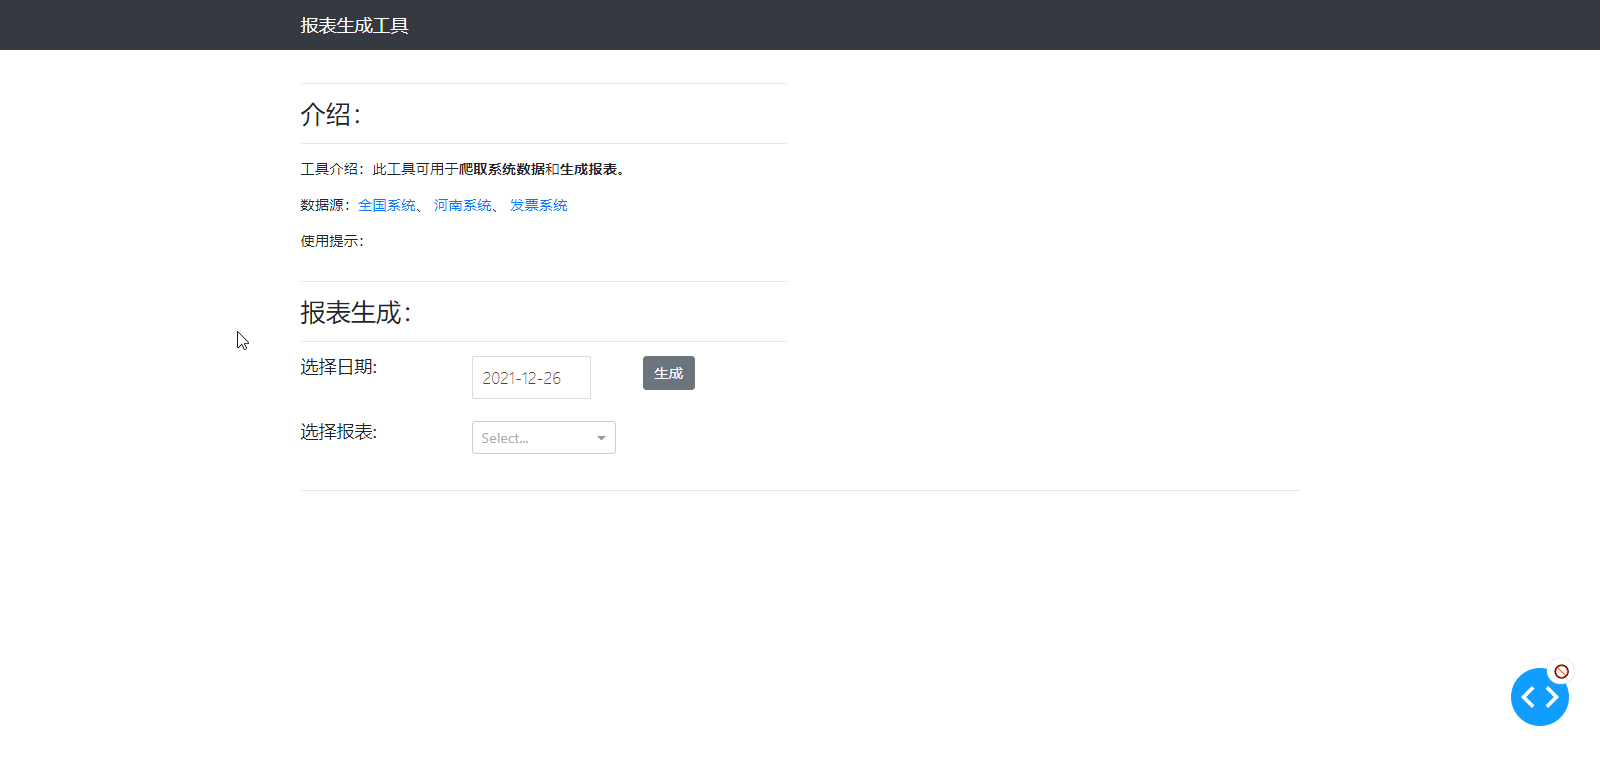 报表生成工具
介绍：
工具介绍：此工具可用于爬取系统数据和生成报表。
数据源：全国系统、 河南系统、 发票系统
使用提示：
报表生成：
选择日期: 2021-12-26 生成
选择报表: Select...